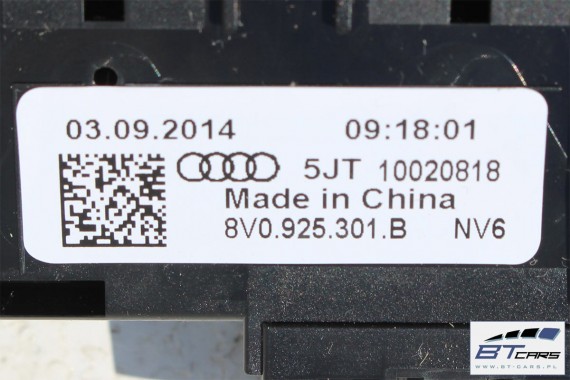 03.09.2014 09:18:01
5JT 10020818
Made in China
8V0.925.301.B NV6
BTCARS
WWW.BT-CARS.PL